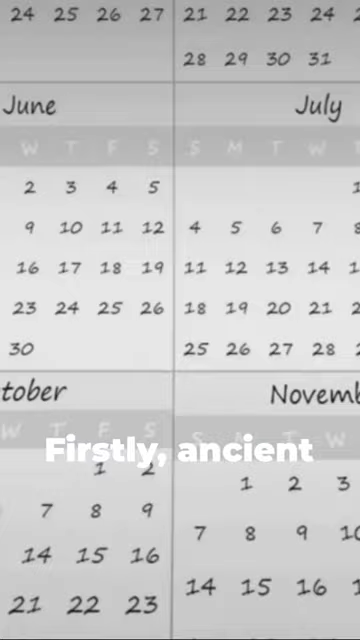 24 25 26 27
21 22 23 24
28 29 30 31
June
W T F S
2 3 4 5
9 10 11 12
16 17 18 19
23 24 25 26
30
July
S M T W
4 5 6 7
11 12 13 14
18 19 20 21
25 26 27 28
W T F S
1 2
7 8 9
14 15 16
21 22 23
S M T W
1 2 3
7 8 9
14 15 16
Firstly, ancient